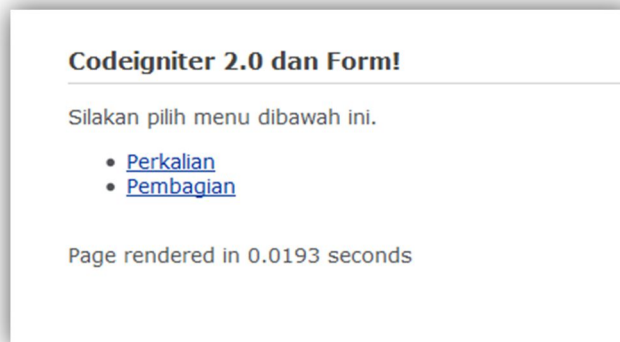 Codeigniter 2.0 dan Form!
Silakan pilih menu dibawah ini.
Perkalian
Pembagian
Page rendered in 0.0193 seconds